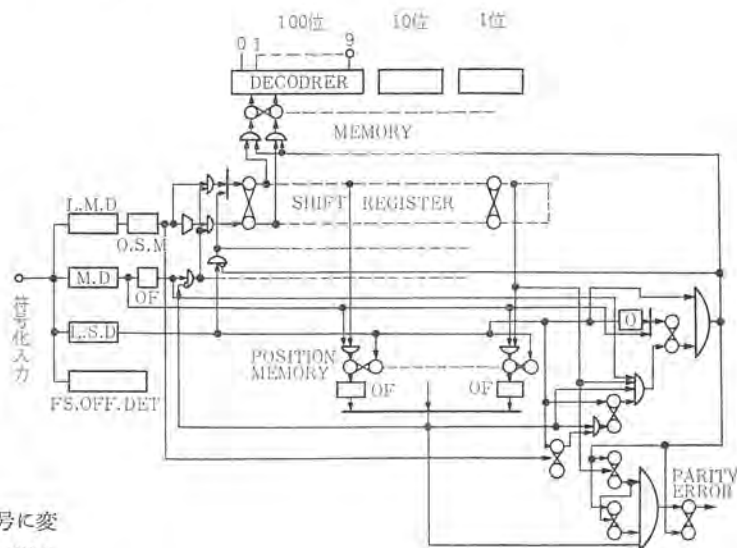 100位
10位
1位
0 1 9
DECODRER
MEMORY
L.M.D
O.S.M
SHIFT REGISTER
M.D
OF
L.S.D
符号化入力
POSITION
MEMORY
OF
OF
FS.OFF.DET
PARITY
ERROR
号に変